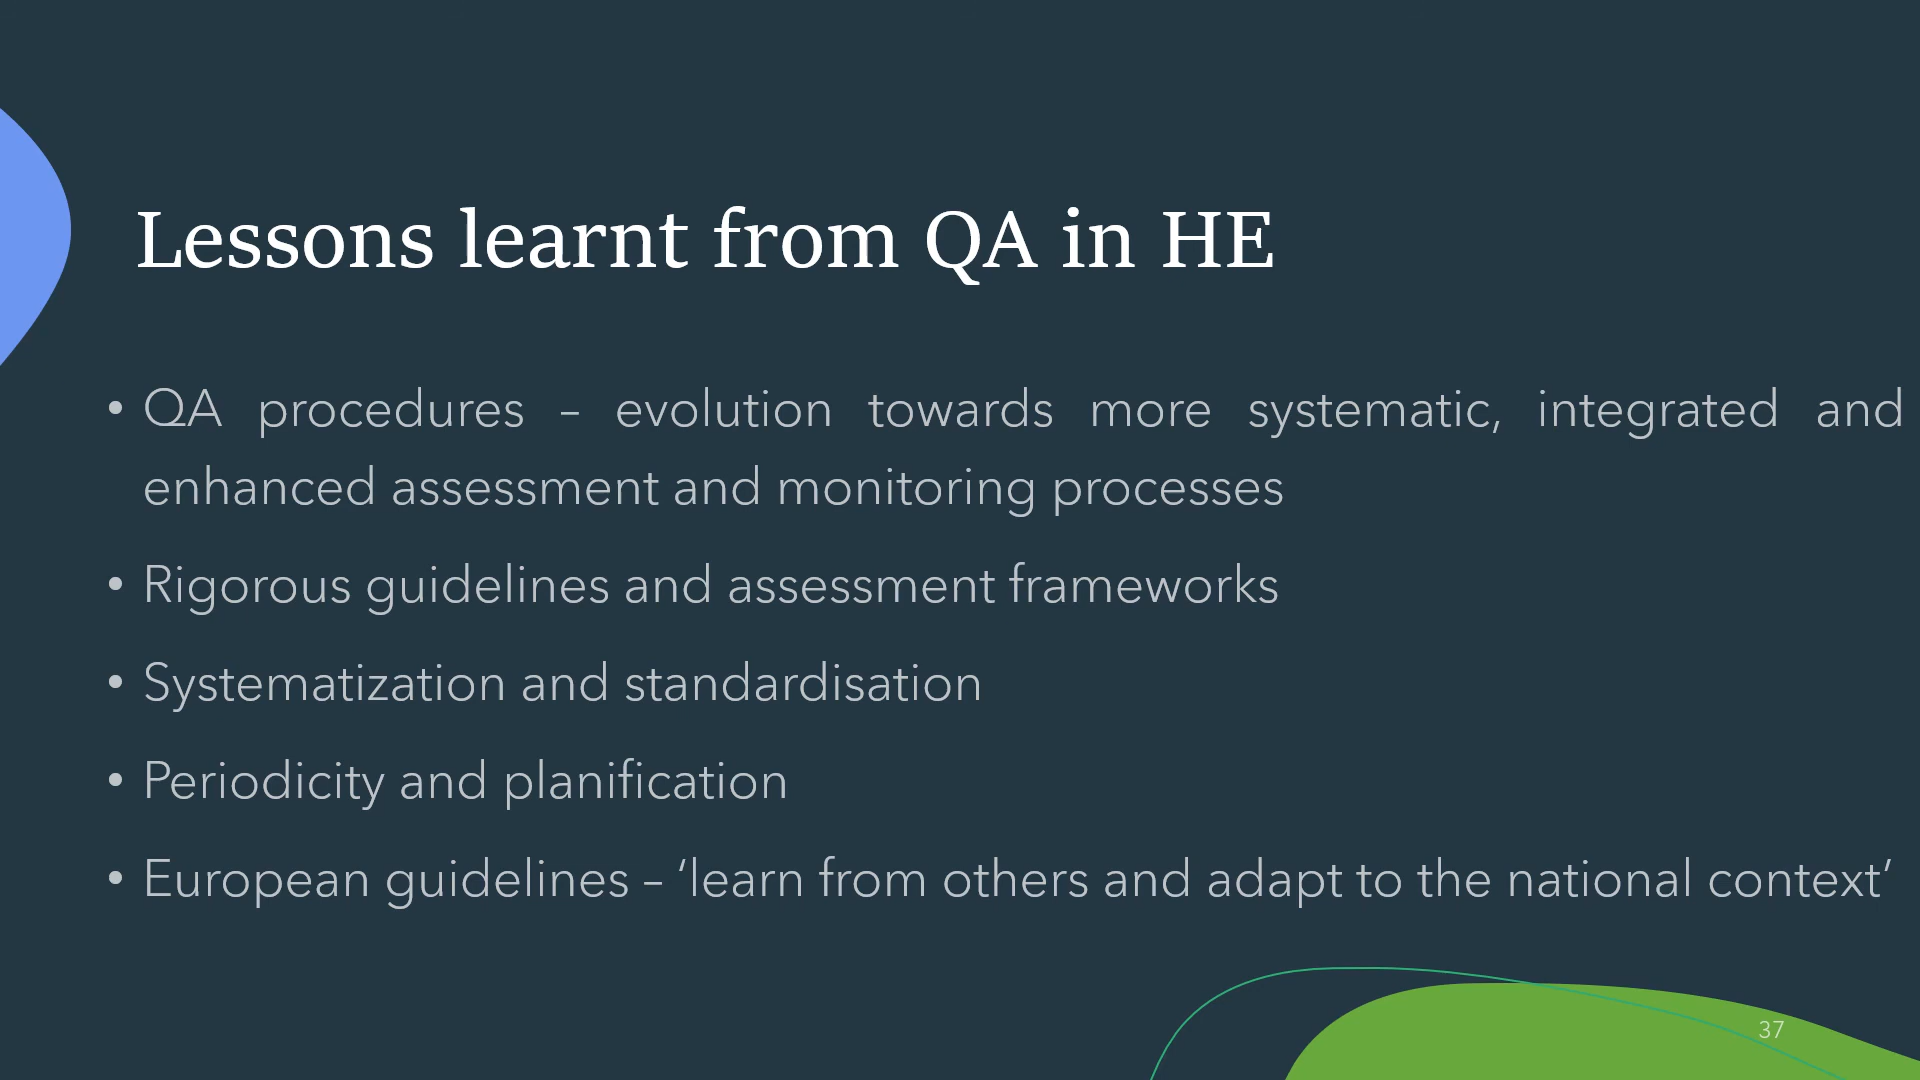 Lessons learnt from QA in HE
• QA procedures – evolution towards more systematic, integrated and
enhanced assessment and monitoring processes
• Rigorous guidelines and assessment frameworks
• Systematization and standardisation
• Periodicity and planification
• European guidelines – ‘learn from others and adapt to the national context’
37